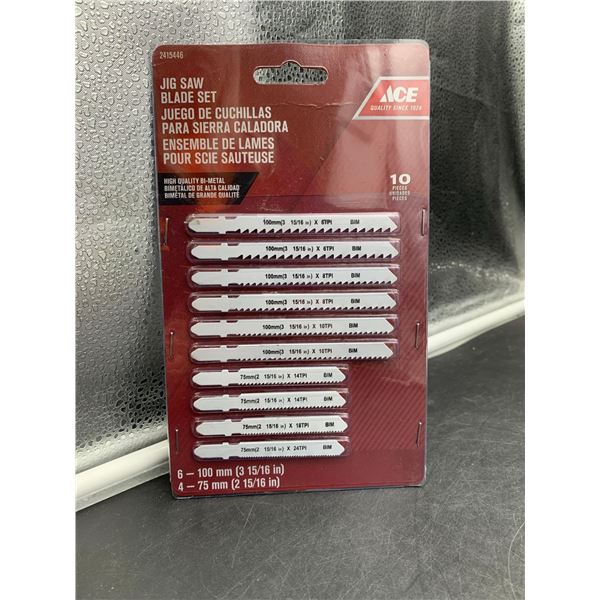 2415446
JIG SAW
BLADE SET
JUEGO DE CUCHILLAS
PARA SIERRA CALADORA
ENSEMBLE DE LAMES
POUR SCIE SAUTEUSE
ACE
QUALITY SINCE 1924
HIGH QUALITY BI-METAL
BIMETÁLICO DE ALTA CALIDAD
BIMÉTAL DE GRANDE QUALITÉ
10
PIECES
UNIDADES
PIÈCES
100mm(3 15/16 in) X 6TPI BIM
100mm(3 15/16 in) X 6TPI BIM
100mm(3 15/16 in) X 8TPI BIM
100mm(3 15/16 in) X 8TPI BIM
100mm(3 15/16 in) X 10TPI BIM
100mm(3 15/16 in) X 10TPI BIM
75mm(2 15/16 in) X 14TPI BIM
75mm(2 15/16 in) X 14TPI BIM
75mm(2 15/16 in) X 18TPI BIM
75mm(2 15/16 in) X 24TPI BIM
6 — 100 mm (3 15/16 in)
4 — 75 mm (2 15/16 in)